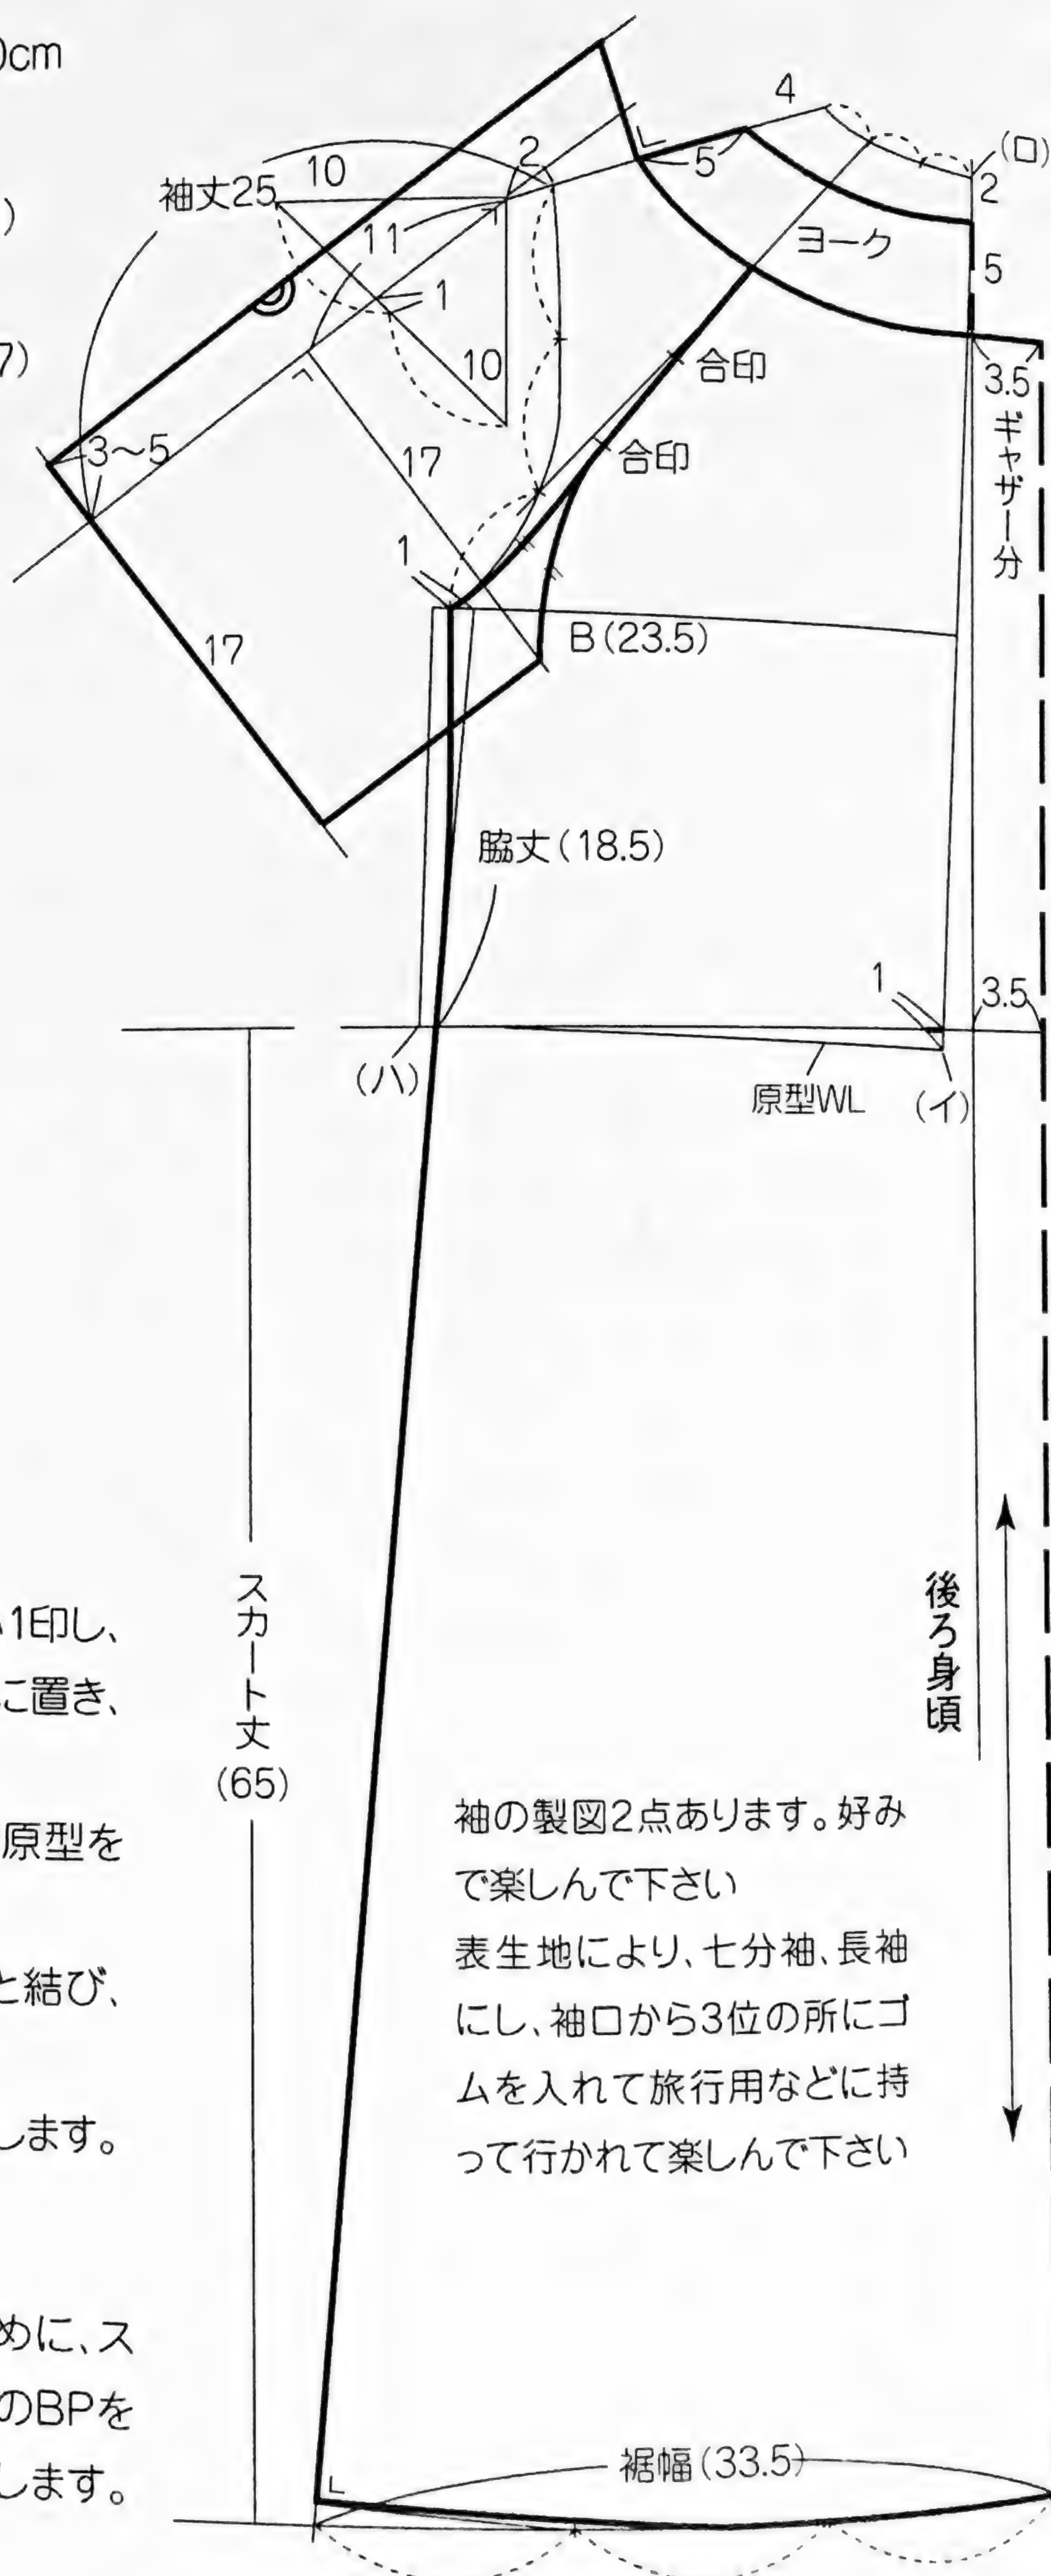 0cm
)
7)
4
(ロ)
2
10
袖丈25
5
2
11
ヨーク
5
1
10
合印
3.5
3〜5
17
合印
ギャザー分
1
17
B(23.5)
脇丈(18.5)
1
3.5
(ハ)
原型WL
(イ)
い1印し、
に置き、
原型を
と結び、
します。
めに、ス
のBPを
します。
スカート丈
(65)
後ろ身頃
袖の製図2点あります。好み
で楽しんで下さい
表生地により、七分袖、長袖
にし、袖口から3位の所にゴ
ムを入れて旅行用などに持
って行かれて楽しんで下さい
裾幅(33.5)